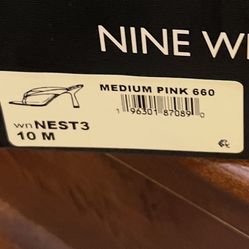 NINE WE
MEDIUM PINK 660
1 96301 87089 0
wnNEST3
10 M